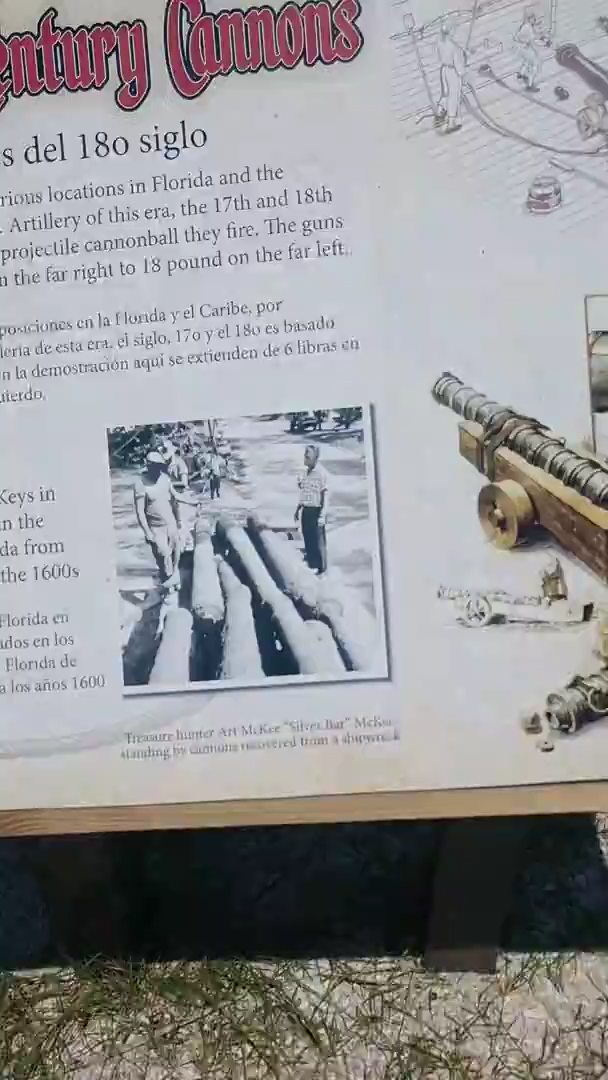 entury Cannons
s del 18o siglo
rious locations in Florida and the
. Artillery of this era, the 17th and 18th
projectile cannonball they fire. The guns
n the far right to 18 pound on the far left.
posiciones en la Florida y el Caribe, por
lería de esta era, el siglo, 17o y el 18o es basado
n la demostración aquí se extienden de 6 libras en
uierdo.
Keys in
n the
da from
the 1600s
Florida en
ados en los
Florida de
a los años 1600
Treasure hunter Art McKee "Silver Bar" McKee
standing by cannons recovered from a shipwreck